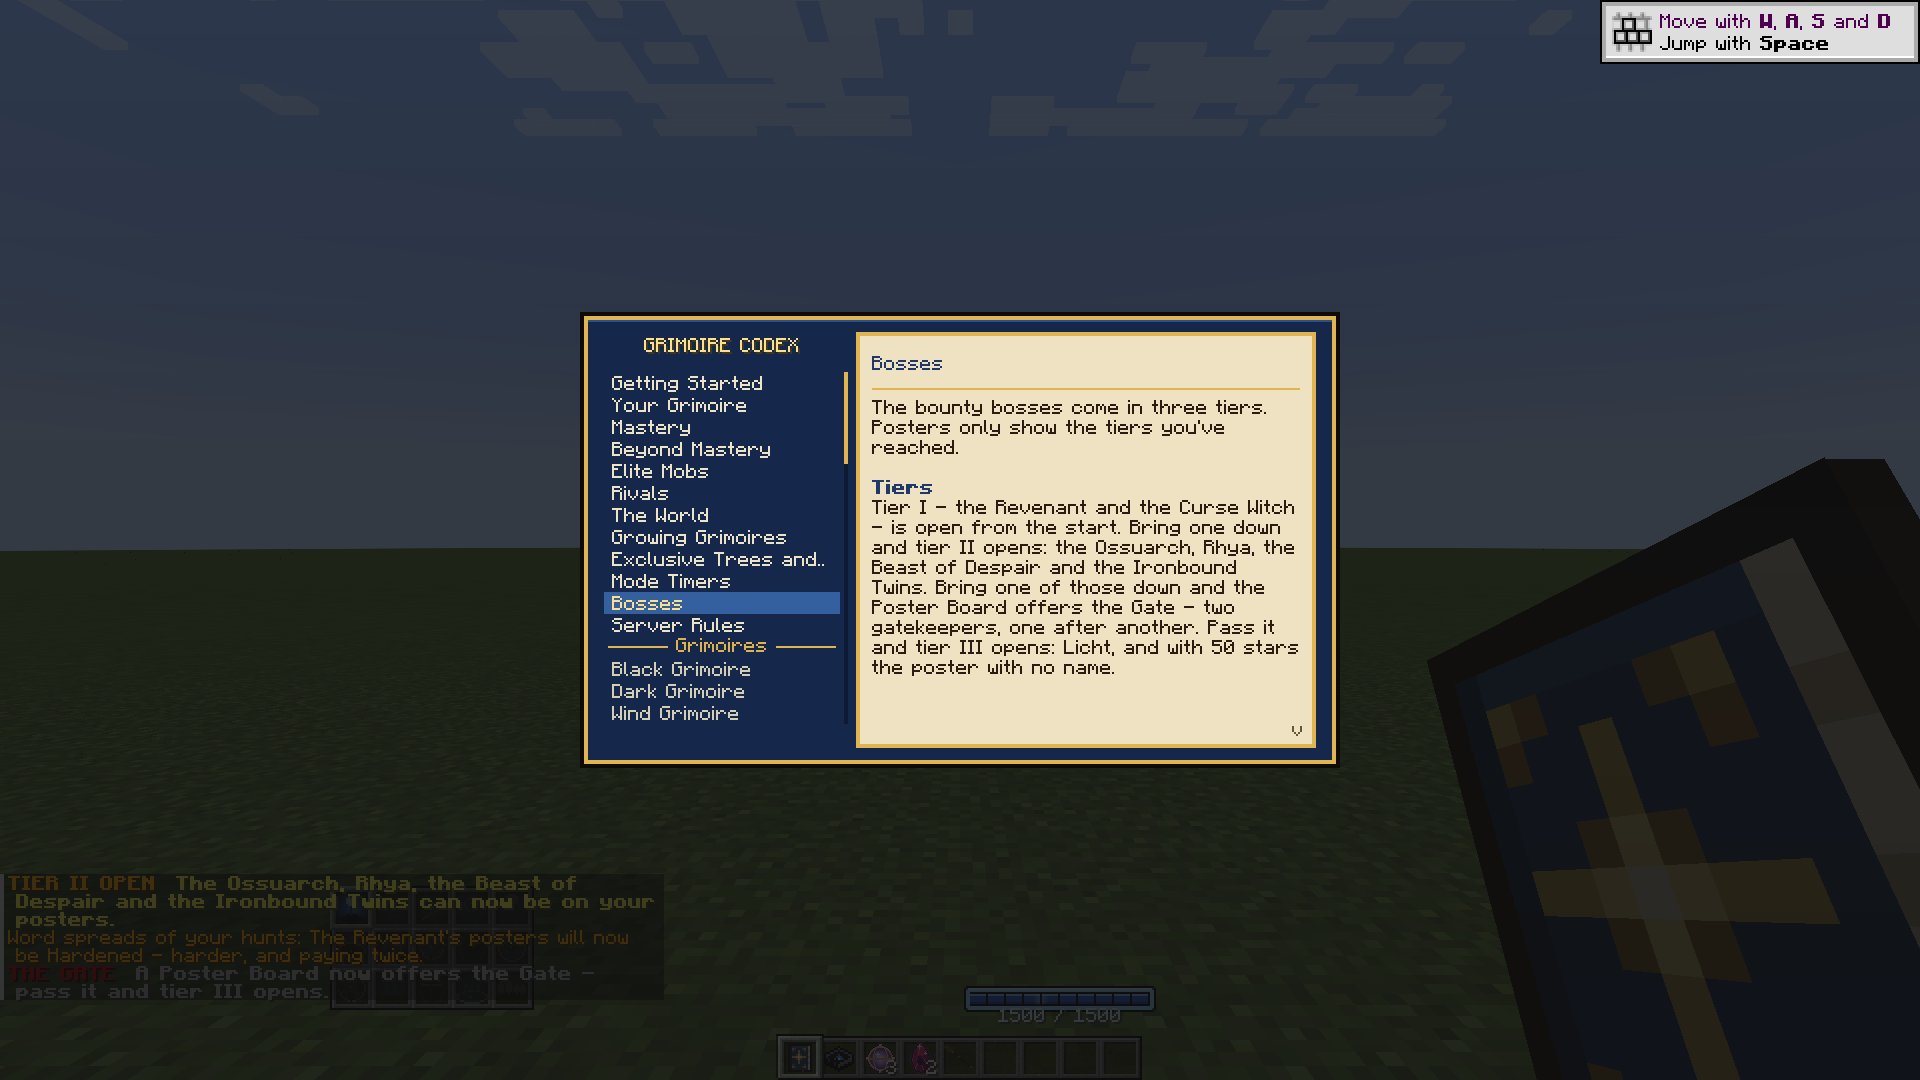 Move with W, A, S and D
Jump with Space
GRIMOIRE CODEX
Getting Started
Your Grimoire
Mastery
Beyond Mastery
Elite Mobs
Rivals
The World
Growing Grimoires
Exclusive Trees and..
Mode Timers
Bosses
Server Rules
Grimoires
Black Grimoire
Dark Grimoire
Wind Grimoire
Bosses
The bounty bosses come in three tiers.
Posters only show the tiers you've
reached.
Tiers
Tier I - the Revenant and the Curse Witch
- is open from the start. Bring one down
and tier II opens: the Ossuarch, Rhya, the
Beast of Despair and the Ironbound
Twins. Bring one of those down and the
Poster Board offers the Gate - two
gatekeepers, one after another. Pass it
and tier III opens: Licht, and with 50 stars
the poster with no name.
v
TIER II OPEN The Ossuarch, Rhya, the Beast of
Despair and the Ironbound Twins can now be on your
posters.
Word spreads of your hunts: The Revenant's posters will now
be Hardened - harder, and paying twice.
THE GATE A Poster Board now offers the Gate -
pass it and tier III opens.
1500 / 1500
3
2